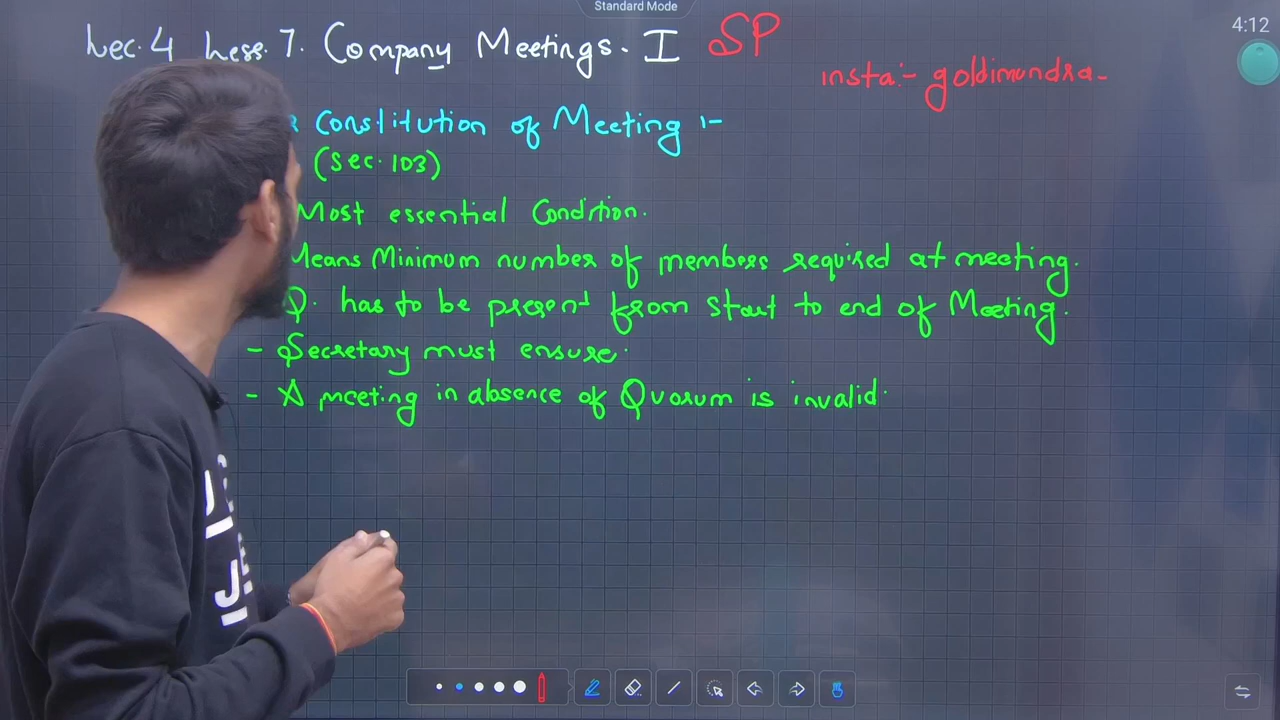 Standard Mode
4:12
Lec. 4 Less. 7. Company Meetings. I SP
insta:- goldimundra-
Constitution of Meeting :-
(Sec. 103)
Most essential Condition.
Means Minimum number of members required at meeting.
Q. has to be present from start to end of Meeting.
- Secretary must ensure.
- A meeting in absence of Quorum is invalid.